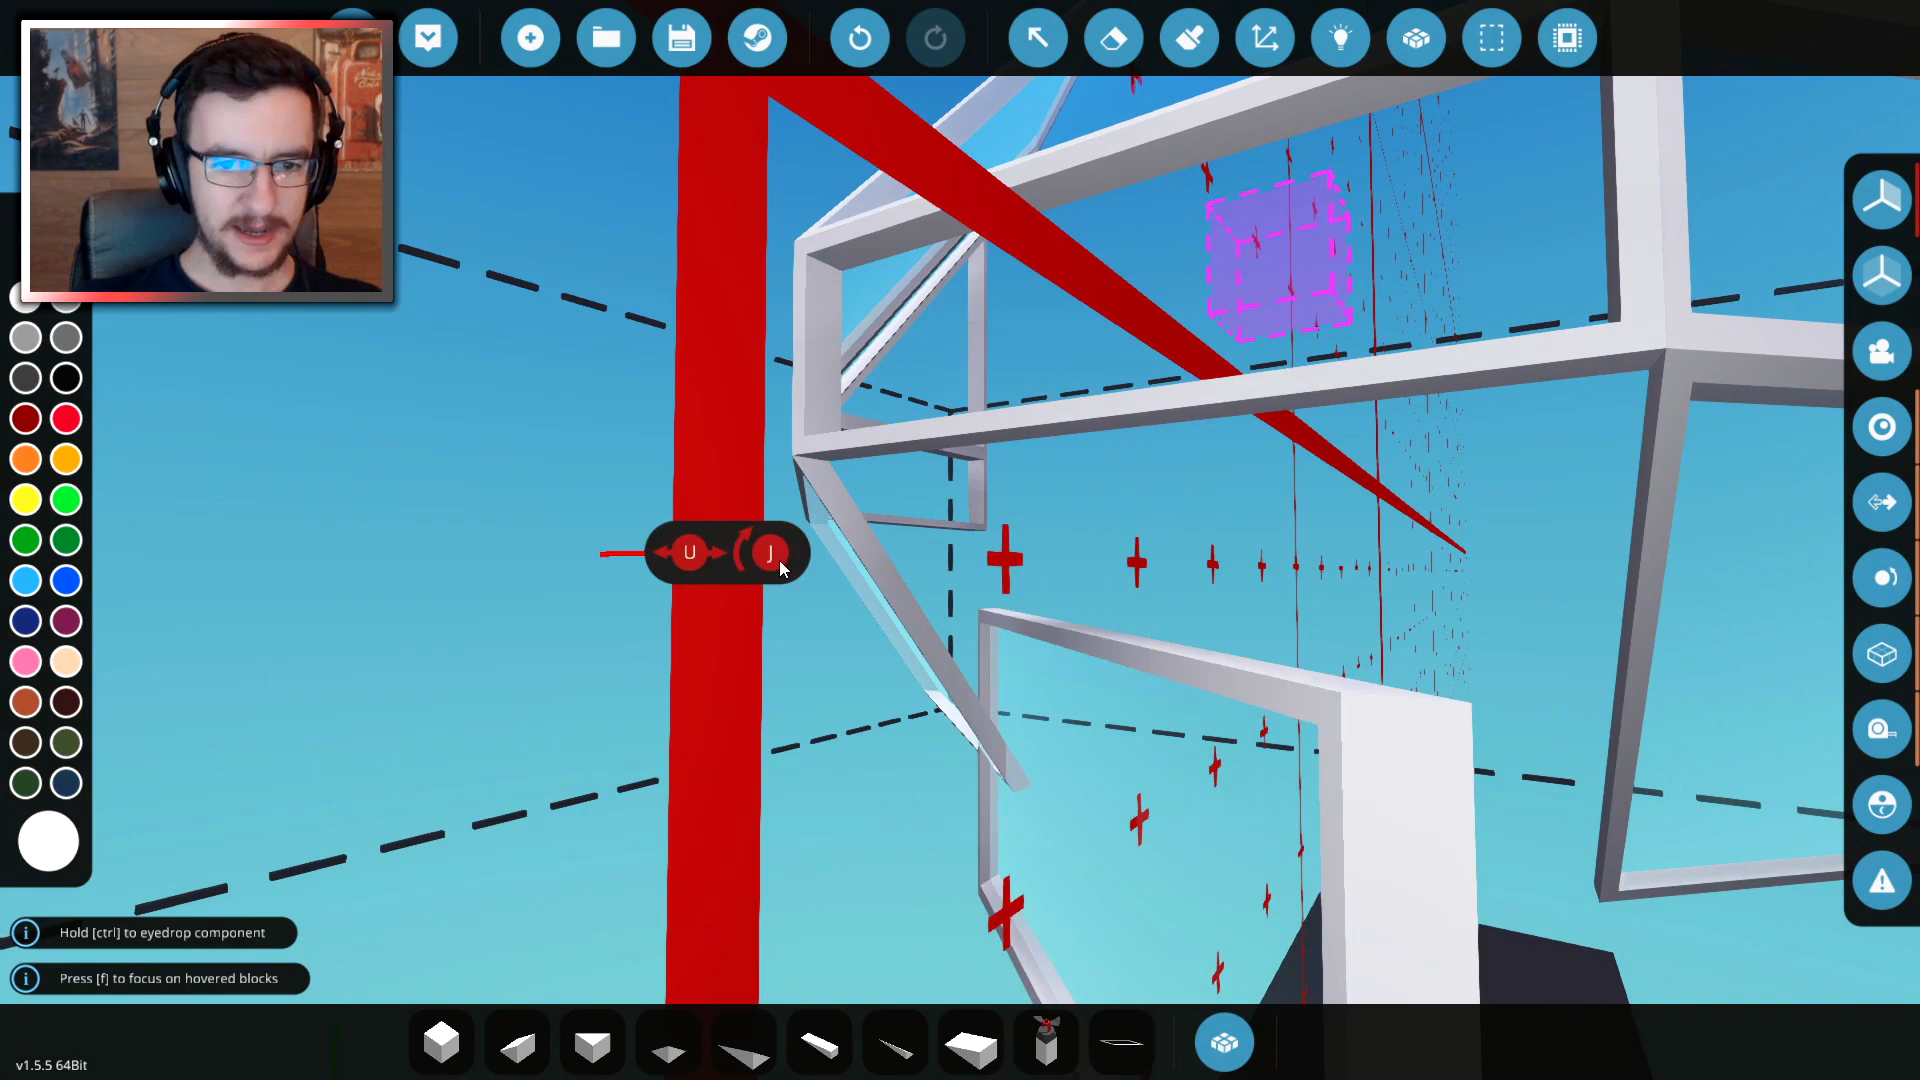 U J
Hold [ctrl] to eyedrop component
Press [f] to focus on hovered blocks
v1.5.5 64Bit